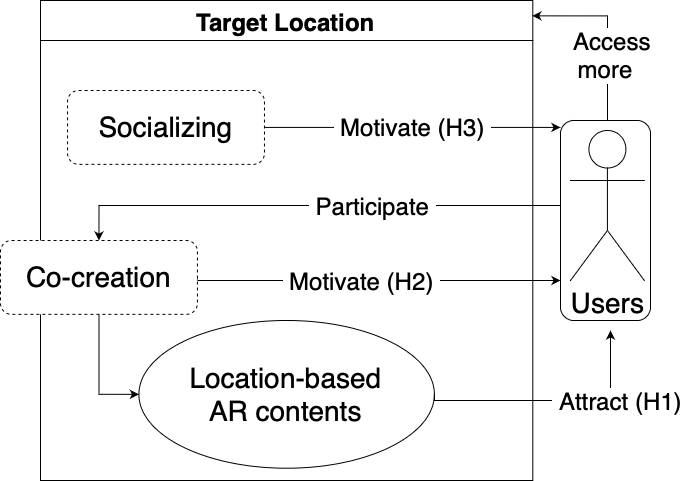 Target Location
Access
more
Socializing
Motivate (H3)
Participate
Co-creation
Motivate (H2)
Users
Location-based
AR contents
Attract (H1)